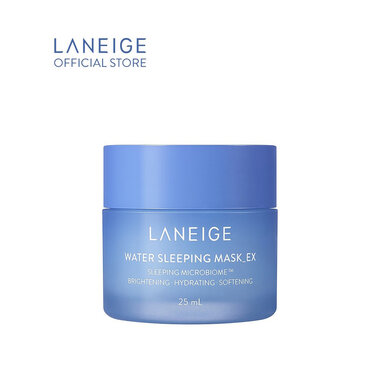 LANEIGE
OFFICIAL STORE
LANEIGE
WATER SLEEPING MASK_EX
SLEEPING MICROBIOME™
BRIGHTENING · HYDRATING · SOFTENING
25 mL